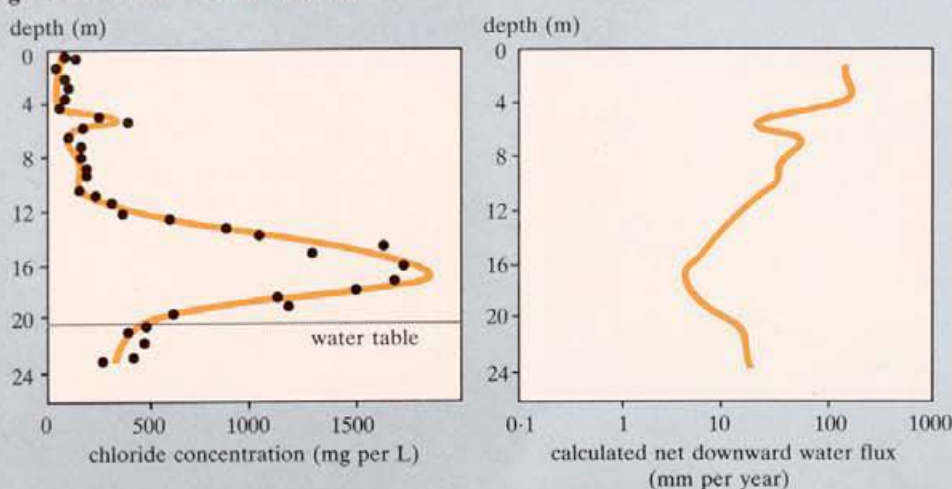 depth (m)
0
4
8
12
16
20
24
water table
0 500 1000 1500
chloride concentration (mg per L)
depth (m)
0
4
8
12
16
20
24
0·1 1 10 100 1000
calculated net downward water flux
(mm per year)